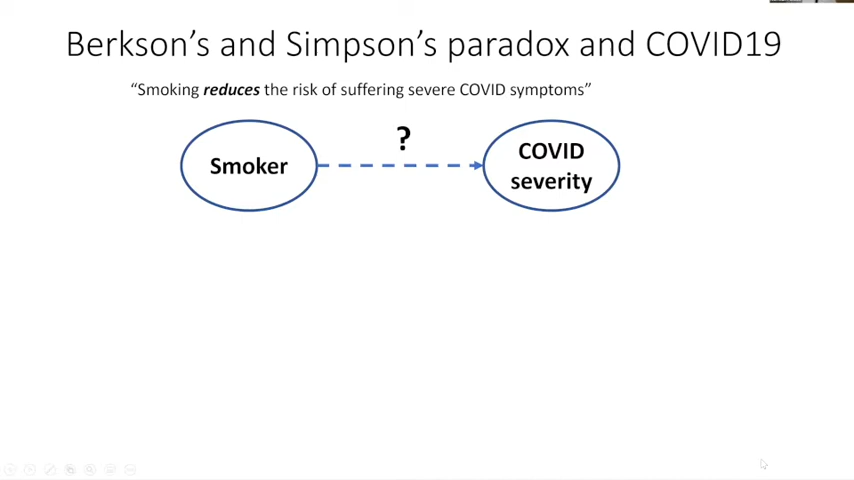 Berkson's and Simpson's paradox and COVID19
“Smoking reduces the risk of suffering severe COVID symptoms”
?
Smoker
COVID
severity